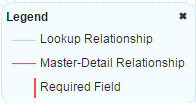 Legend
Lookup Relationship
Master-Detail Relationship
Required Field